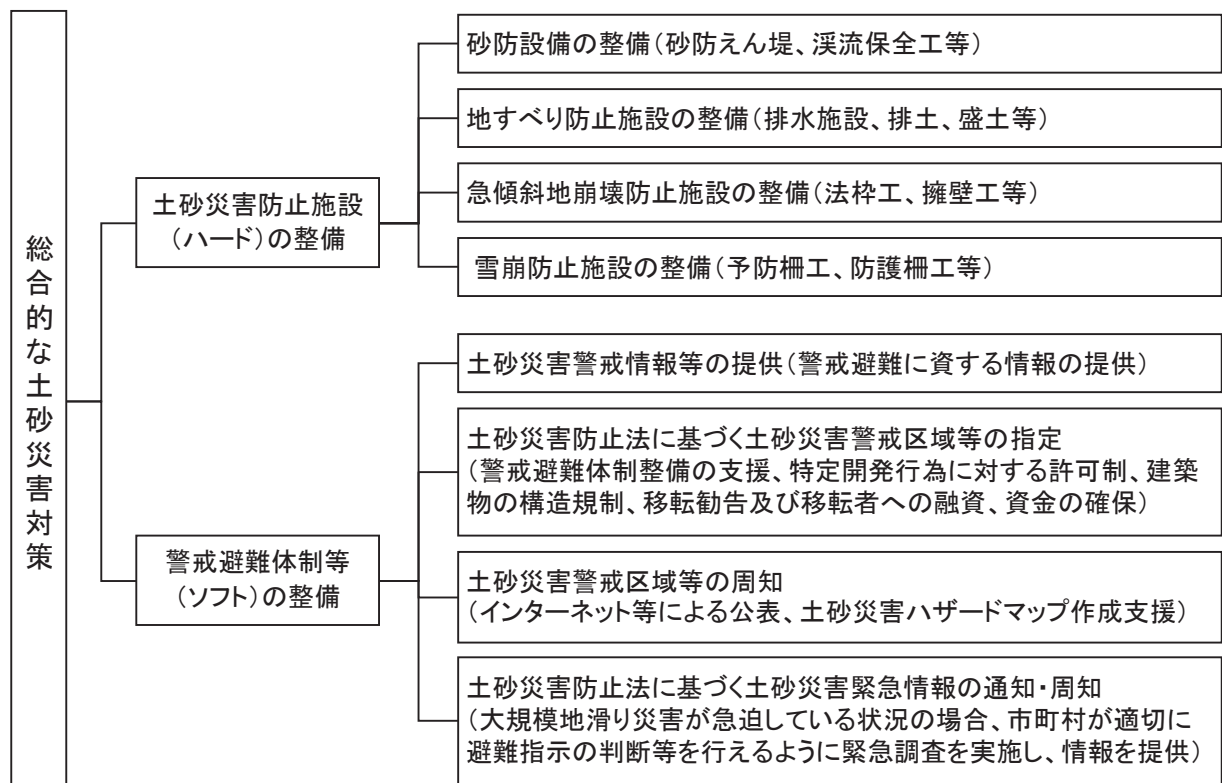 総合的な土砂災害対策
土砂災害防止施設
(ハード)の整備
砂防設備の整備(砂防えん堤、渓流保全工等)
地すべり防止施設の整備(排水施設、排土、盛土等)
急傾斜地崩壊防止施設の整備(法枠工、擁壁工等)
雪崩防止施設の整備(予防柵工、防護柵工等)
警戒避難体制等
(ソフト)の整備
土砂災害警戒情報等の提供(警戒避難に資する情報の提供)
土砂災害防止法に基づく土砂災害警戒区域等の指定
(警戒避難体制整備の支援、特定開発行為に対する許可制、建築
物の構造規制、移転勧告及び移転者への融資、資金の確保)
土砂災害警戒区域等の周知
(インターネット等による公表、土砂災害ハザードマップ作成支援)
土砂災害防止法に基づく土砂災害緊急情報の通知・周知
(大規模地滑り災害が急迫している状況の場合、市町村が適切に
避難指示の判断等を行えるように緊急調査を実施し、情報を提供)